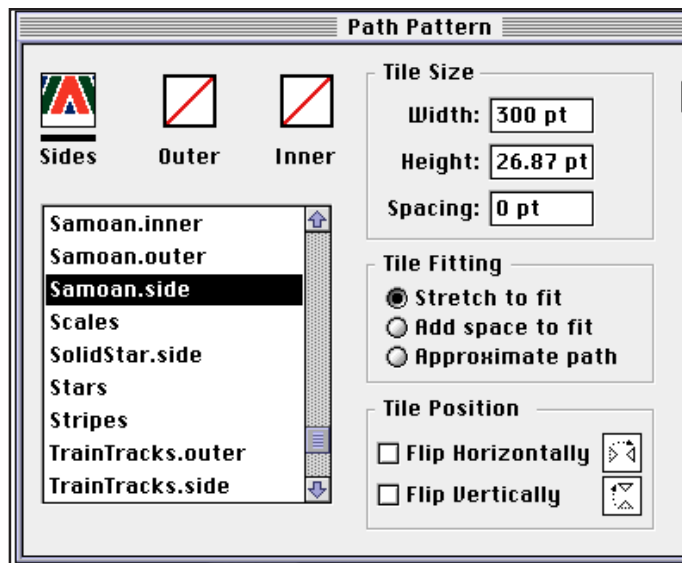 Path Pattern
Sides
Outer
Inner
Samoan.inner
Samoan.outer
Samoan.side
Scales
SolidStar.side
Stars
Stripes
TrainTracks.outer
TrainTracks.side
Tile Size
Width: 300 pt
Height: 26.87 pt
Spacing: 0 pt
Tile Fitting
Stretch to fit
Add space to fit
Approximate path
Tile Position
Flip Horizontally
Flip Vertically